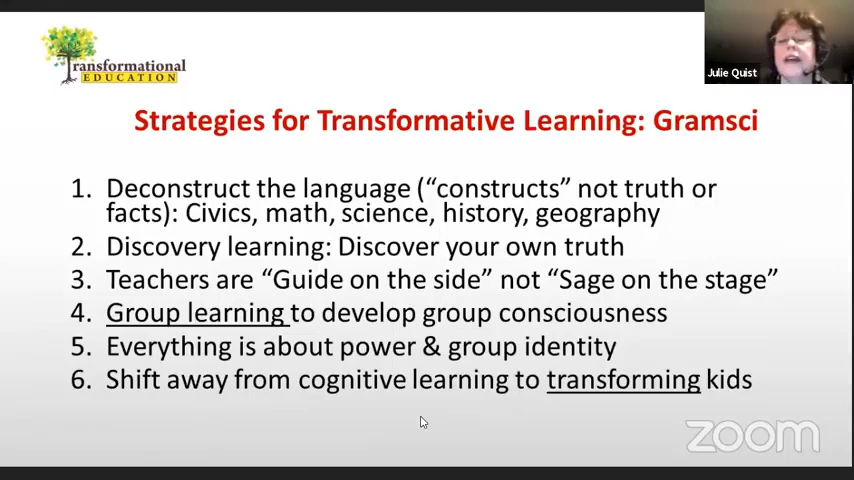 Transformational
EDUCATION
Julie Quist
Strategies for Transformative Learning: Gramsci
1. Deconstruct the language (“constructs” not truth or
facts): Civics, math, science, history, geography
2. Discovery learning: Discover your own truth
3. Teachers are “Guide on the side” not “Sage on the stage”
4. Group learning to develop group consciousness
5. Everything is about power & group identity
6. Shift away from cognitive learning to transforming kids
zoom